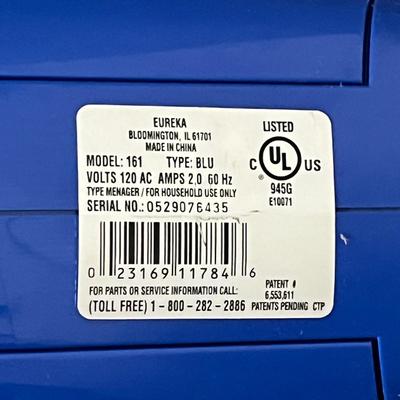 EUREKA
BLOOMINGTON, IL 61701
MADE IN CHINA
MODEL: 161 TYPE: BLU
VOLTS 120 AC AMPS 2,0 60 Hz
TYPE MENAGER / FOR HOUSEHOLD USE ONLY
SERIAL NO.: 0529076435
LISTED
C UL US
945G
E10071
0 23169 11784 6
FOR PARTS OR SERVICE INFORMATION CALL:
(TOLL FREE) 1-800-282-2886
PATENT #
6,553,611
PATENTS PENDING CTP